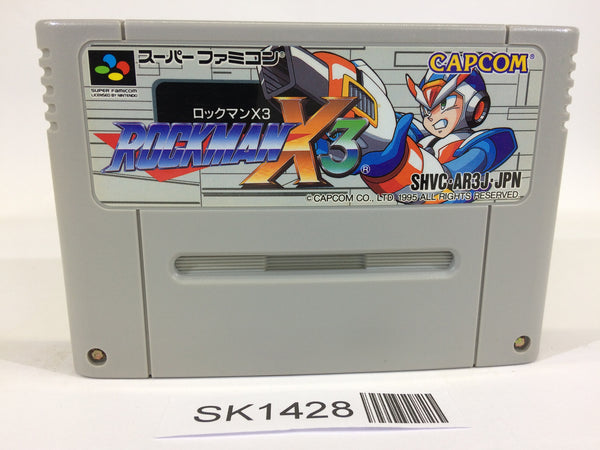 スーパーファミコン
SUPER FAMICOM
LICENSED BY NINTENDO
CAPCOM
ロックマンX3
ROCKMAN X3
®
SHVC-AR3J-JPN
©CAPCOM CO., LTD 1995 ALL RIGHTS RESERVED
SK1428